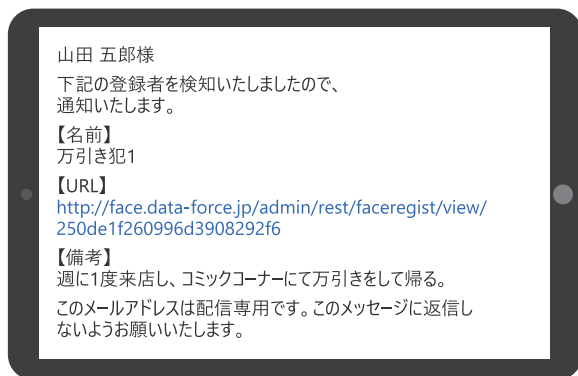 山田 五郎様
下記の登録者を検知いたしましたので、
通知いたします。
【名前】
万引き犯1
【URL】
http://face.data-force.jp/admin/rest/faceregist/view/
250de1f260996d3908292f6
【備考】
週に1度来店し、コミックコーナーにて万引きをして帰る。
このメールアドレスは配信専用です。このメッセージに返信し
ないようお願いいたします。